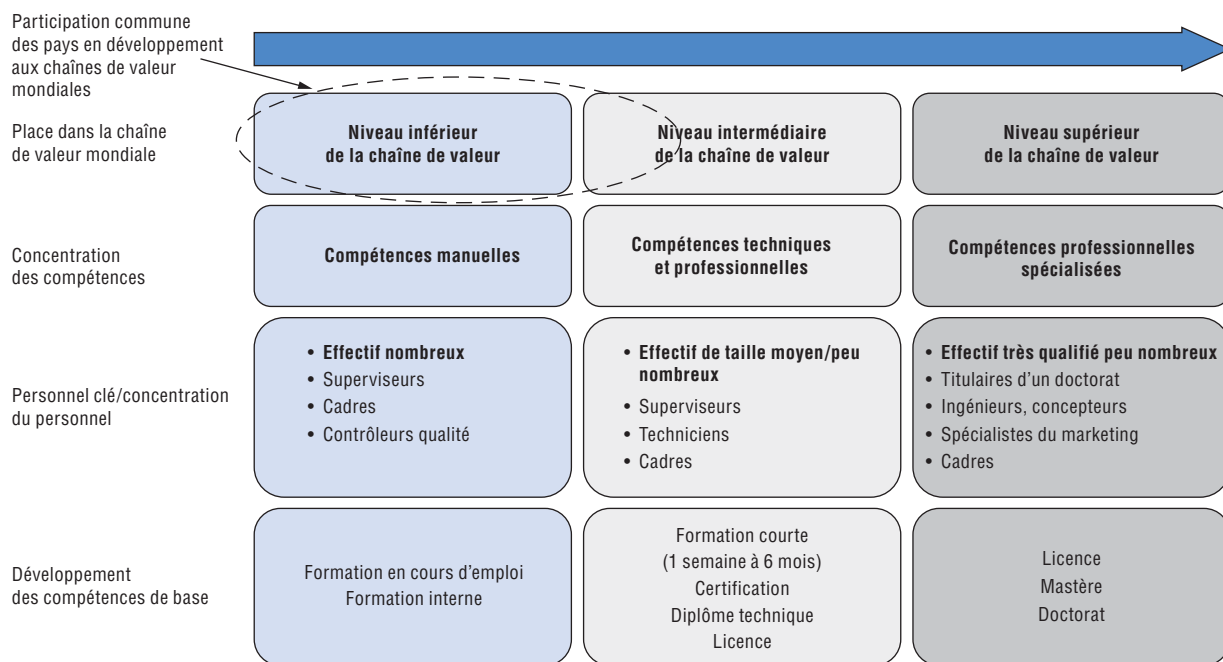 Participation commune
des pays en développement
aux chaînes de valeur
mondiales
Place dans la chaîne
de valeur mondiale
Niveau inférieur
de la chaîne de valeur
Niveau intermédiaire
de la chaîne de valeur
Niveau supérieur
de la chaîne de valeur
Concentration
des compétences
Compétences manuelles
Compétences techniques
et professionnelles
Compétences professionnelles
spécialisées
Personnel clé/concentration
du personnel
• Effectif nombreux
• Superviseurs
• Cadres
• Contrôleurs qualité
• Effectif de taille moyen/peu
nombreux
• Superviseurs
• Techniciens
• Cadres
• Effectif très qualifié peu nombreux
• Titulaires d'un doctorat
• Ingénieurs, concepteurs
• Spécialistes du marketing
• Cadres
Développement
des compétences de base
Formation en cours d'emploi
Formation interne
Formation courte
(1 semaine à 6 mois)
Certification
Diplôme technique
Licence
Licence
Mastère
Doctorat